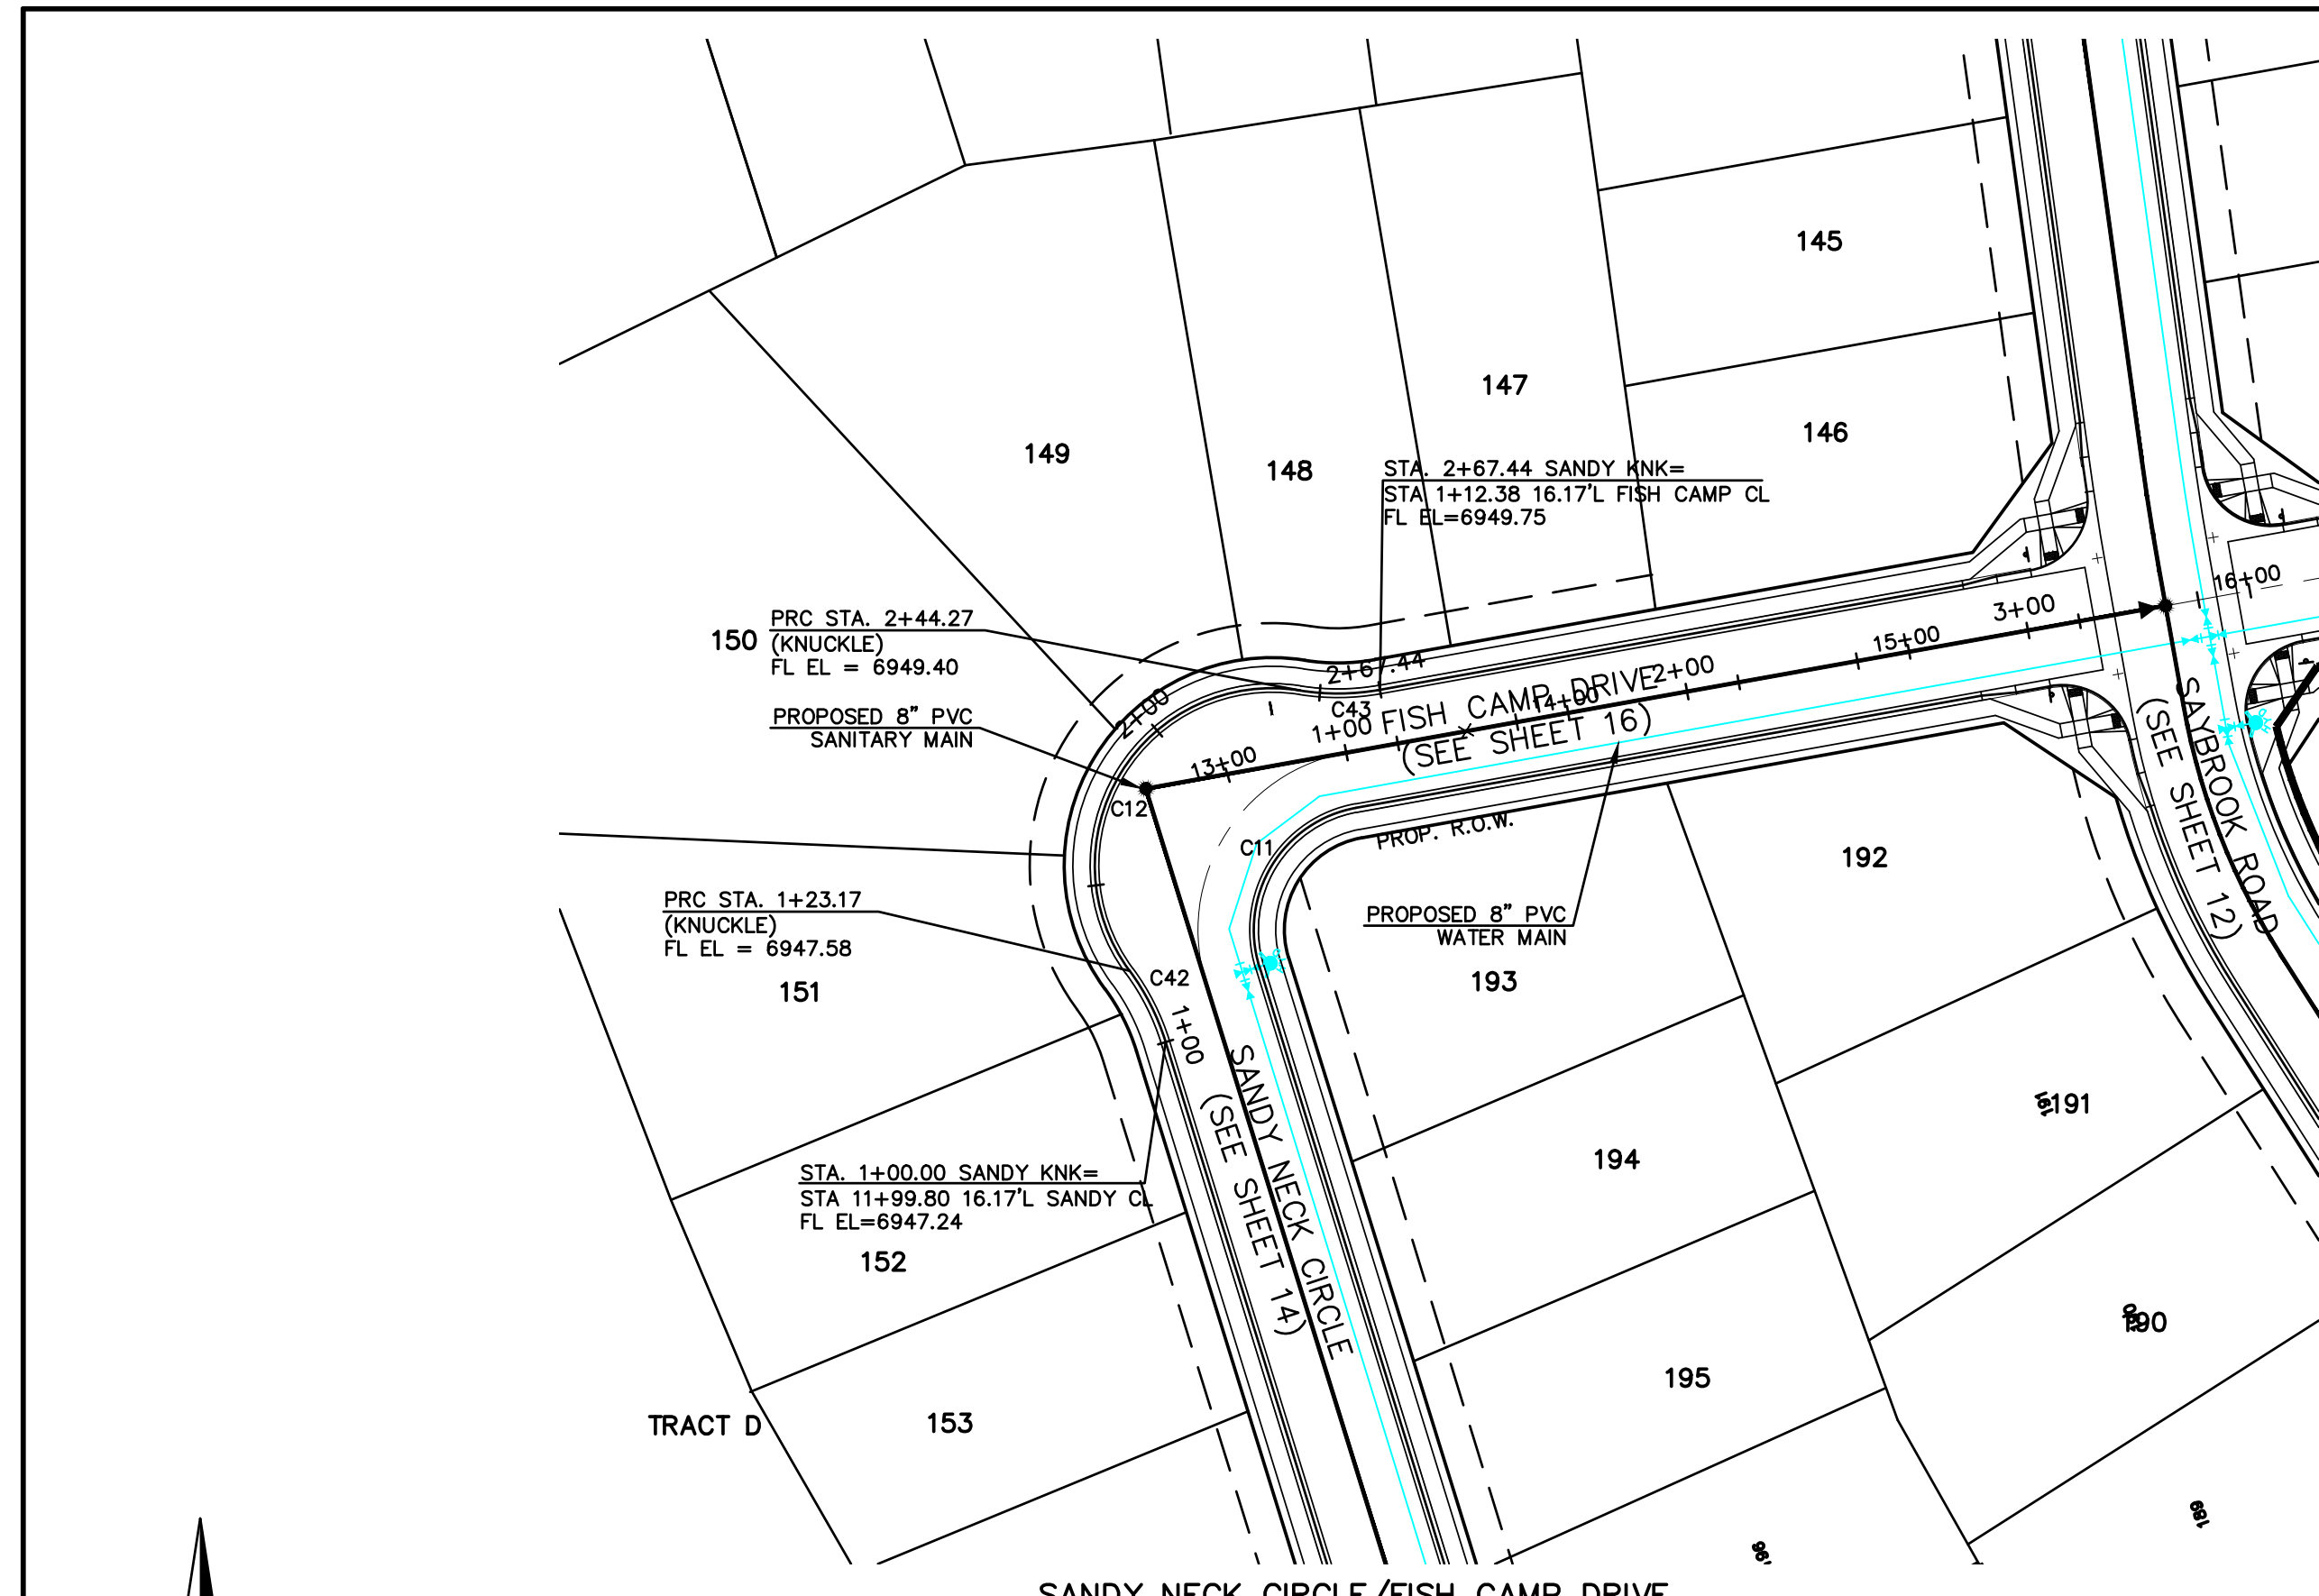 145
147
146
149
148
STA. 2+67.44 SANDY KNK=
STA 1+12.38 16.17'L FISH CAMP CL
FL EL=6949.75
16+00
3+00
150
PRC STA. 2+44.27
(KNUCKLE)
FL EL = 6949.40
15+00
2+67.44
2+00
2+00
C43
14+00
1+00
FISH CAMP DRIVE
(SEE SHEET 16)
PROPOSED 8" PVC
SANITARY MAIN
13+00
C12
C11
PROP. R.O.W.
SAYBROOK ROAD
(SEE SHEET 12)
192
PRC STA. 1+23.17
(KNUCKLE)
FL EL = 6947.58
PROPOSED 8" PVC
WATER MAIN
C42
151
193
1+00
191
191
SANDY NECK CIRCLE
(SEE SHEET 14)
194
STA. 1+00.00 SANDY KNK=
STA 11+99.80 16.17'L SANDY CL
FL EL=6947.24
152
190
195
TRACT D
153
189
SANDY NECK CIRCLE/FISH CAMP DRIVE